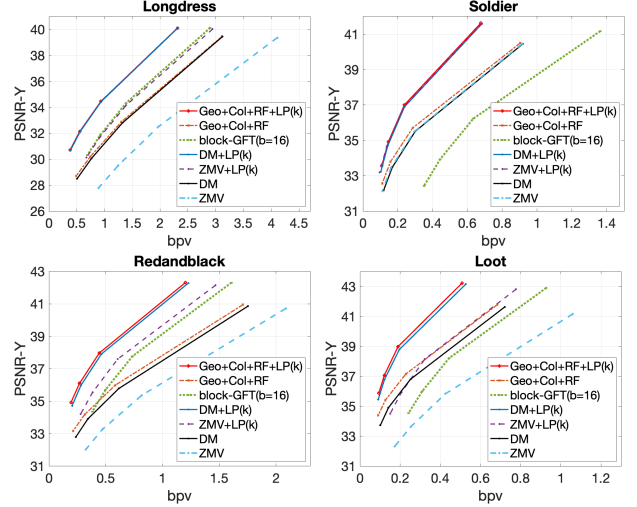 Longdress
PSNR-Y
40
38
36
34
32
30
28
26
0 0.5 1 1.5 2 2.5 3 3.5 4 4.5
bpv
Geo+Col+RF+LP(k)
Geo+Col+RF
block-GFT(b=16)
DM+LP(k)
ZMV+LP(k)
DM
ZMV
Soldier
PSNR-Y
41
39
37
35
33
31
0 0.2 0.4 0.6 0.8 1 1.2 1.4
bpv
Geo+Col+RF+LP(k)
Geo+Col+RF
block-GFT(b=16)
DM+LP(k)
ZMV+LP(k)
DM
ZMV
Redandblack
PSNR-Y
43
41
39
37
35
33
31
0 0.5 1 1.5 2
bpv
Geo+Col+RF+LP(k)
Geo+Col+RF
block-GFT(b=16)
DM+LP(k)
ZMV+LP(k)
DM
ZMV
Loot
PSNR-Y
43
41
39
37
35
33
31
0 0.2 0.4 0.6 0.8 1 1.2
bpv
Geo+Col+RF+LP(k)
Geo+Col+RF
block-GFT(b=16)
DM+LP(k)
ZMV+LP(k)
DM
ZMV